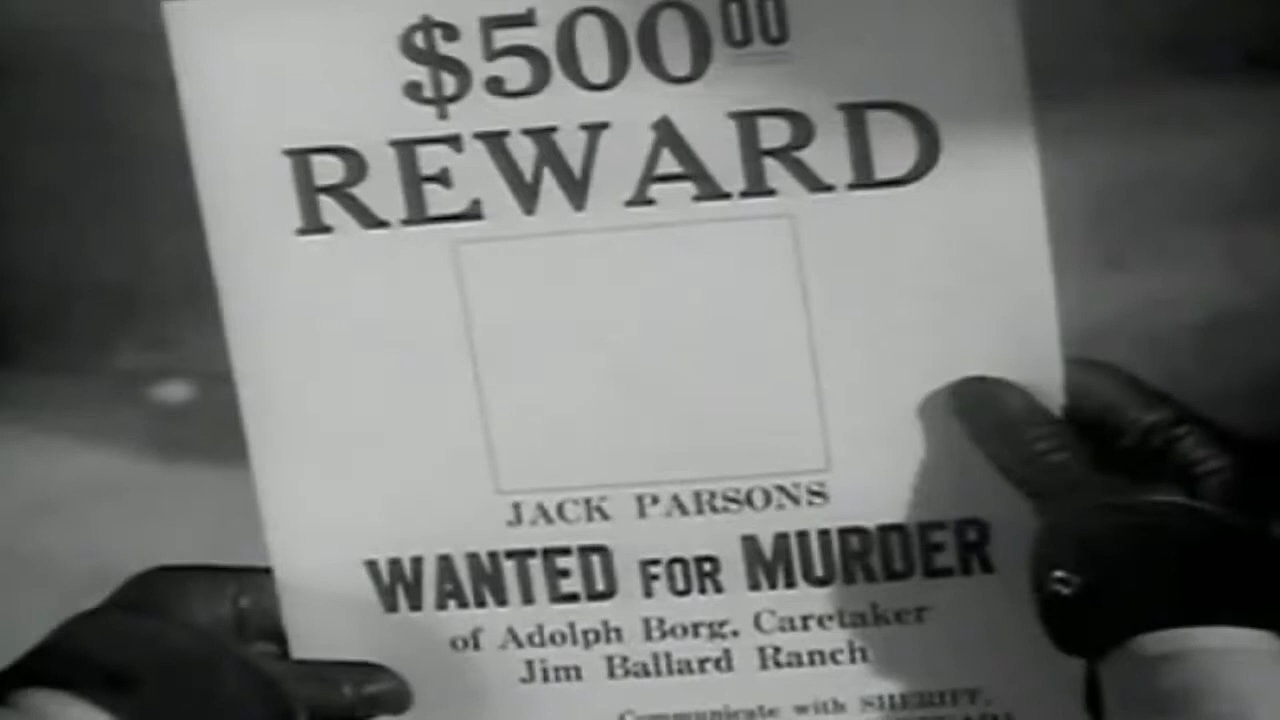 $500 00
REWARD
JACK PARSONS
WANTED FOR MURDER
of Adolph Borg. Caretaker
Jim Ballard Ranch
Communicate with SHERIFF,